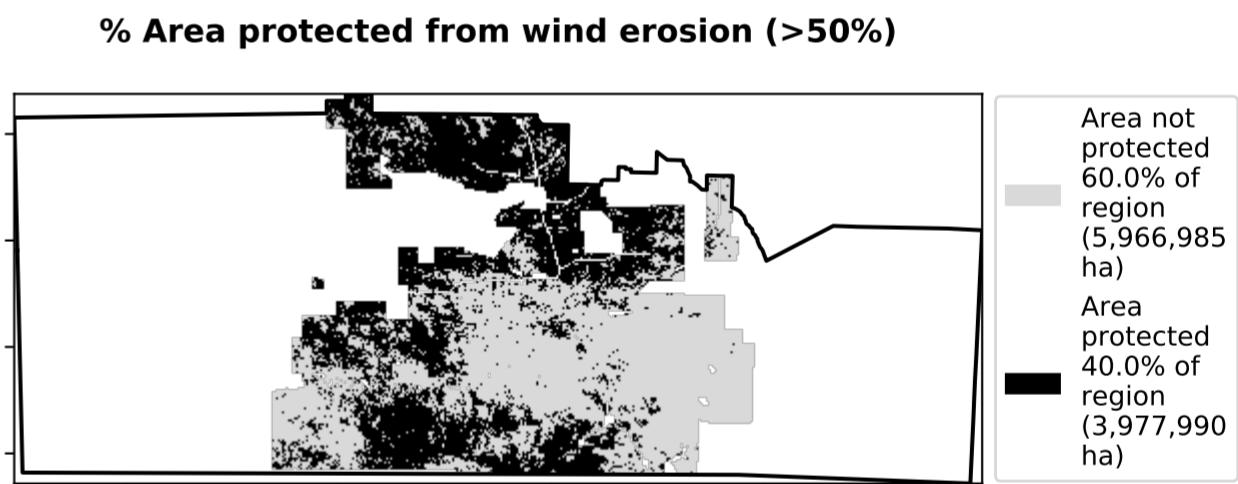 % Area protected from wind erosion (>50%)
Area not
protected
60.0% of
region
(5,966,985
ha)
Area
protected
40.0% of
region
(3,977,990
ha)